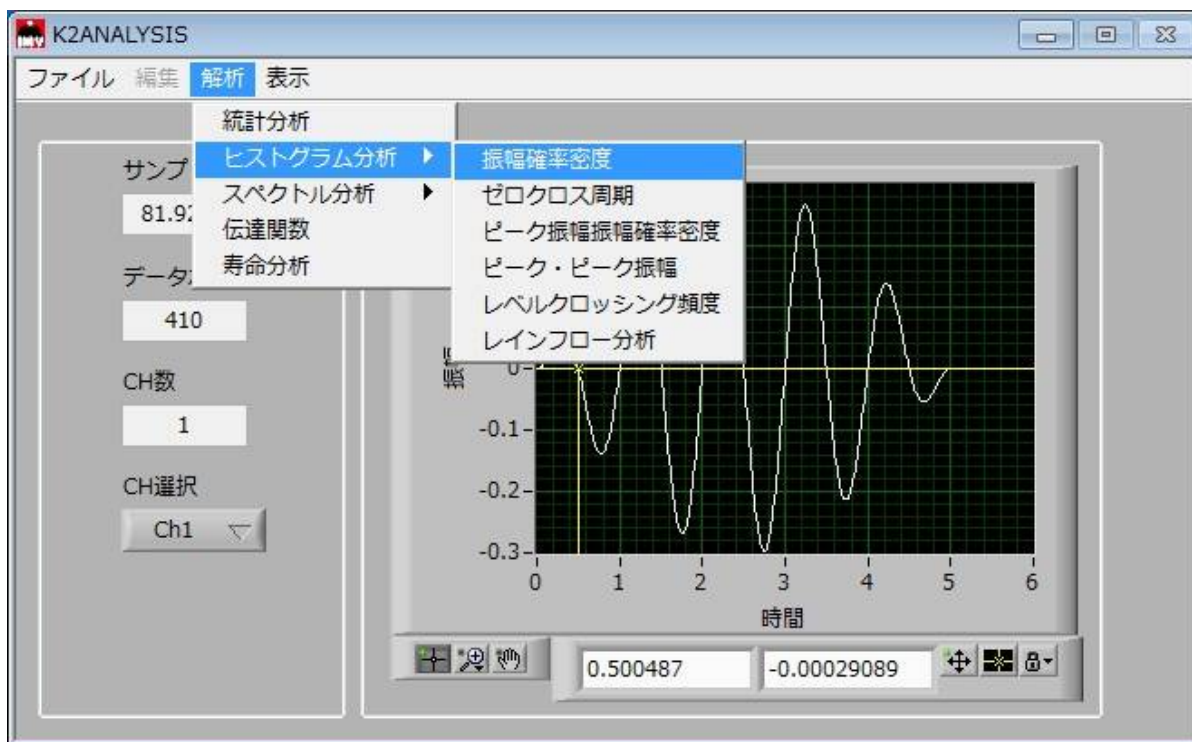 K2ANALYSIS
ファイル 編集 解析 表示
統計分析
ヒストグラム分析
スペクトル分析
伝達関数
寿命分析
振幅確率密度
ゼロクロス周期
ピーク振幅振幅確率密度
ピーク・ピーク振幅
レベルクロッシング頻度
レインフロー分析
サンプ
81.92
データ
410
CH数
1
CH選択
Ch1
0
-0.1
-0.2
-0.3
0 1 2 3 4 5 6
時間
0.500487 -0.00029089